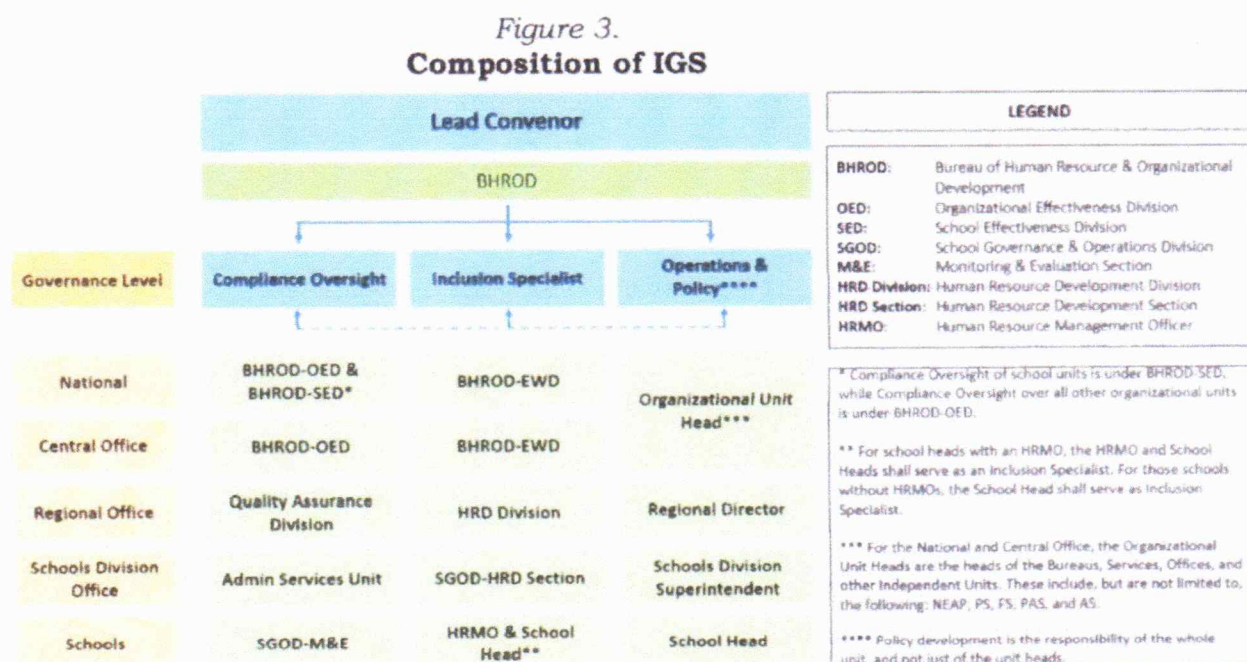 Figure 3.
Composition of IGS
Lead Convenor
BHROD
Governance Level
Compliance Oversight
Inclusion Specialist
Operations &
Policy****
National
BHROD-OED &
BHROD-SED*
BHROD-EWD
Organizational Unit
Head***
Central Office
BHROD-OED
BHROD-EWD
Regional Office
Quality Assurance
Division
HRD Division
Regional Director
Schools Division
Office
Admin Services Unit
SGOD-HRD Section
Schools Division
Superintendent
Schools
SGOD-M&E
HRMO & School
Head**
School Head
LEGEND
BHROD: Bureau of Human Resource & Organizational
Development
OED: Organizational Effectiveness Division
SED: School Effectiveness Division
SGOD: School Governance & Operations Division
M&E: Monitoring & Evaluation Section
HRD Division: Human Resource Development Division
HRD Section: Human Resource Development Section
HRMO: Human Resource Management Officer
* Compliance Oversight of school units is under BHROD-SED,
while Compliance Oversight over all other organizational units
is under BHROD-OED.
** For school heads with an HRMO, the HRMO and School
Heads shall serve as an Inclusion Specialist. For those schools
without HRMOs, the School Head shall serve as Inclusion
Specialist.
*** For the National and Central Office, the Organizational
Unit Heads are the heads of the Bureaus, Services, Offices, and
other Independent Units. These include, but are not limited to,
the following: NEAP, PS, FS, PAS, and AS.
**** Policy development is the responsibility of the whole
unit, and not just of the unit heads.